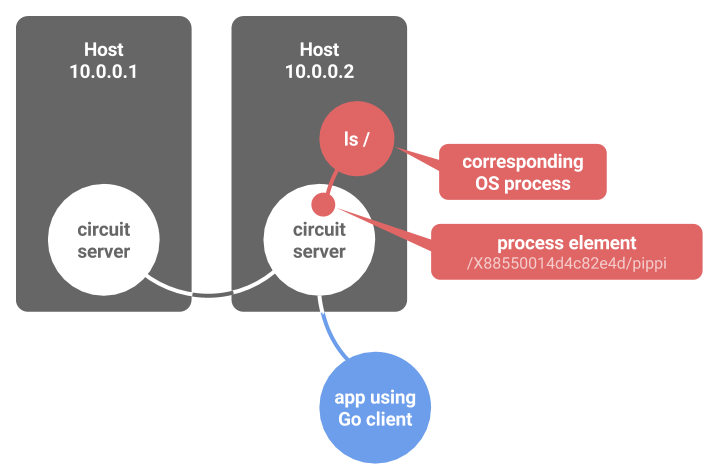 Host
10.0.0.1
Host
10.0.0.2
ls /
corresponding
OS process
circuit
server
circuit
server
process element
/X88550014d4c82e4d/pippi
app using
Go client